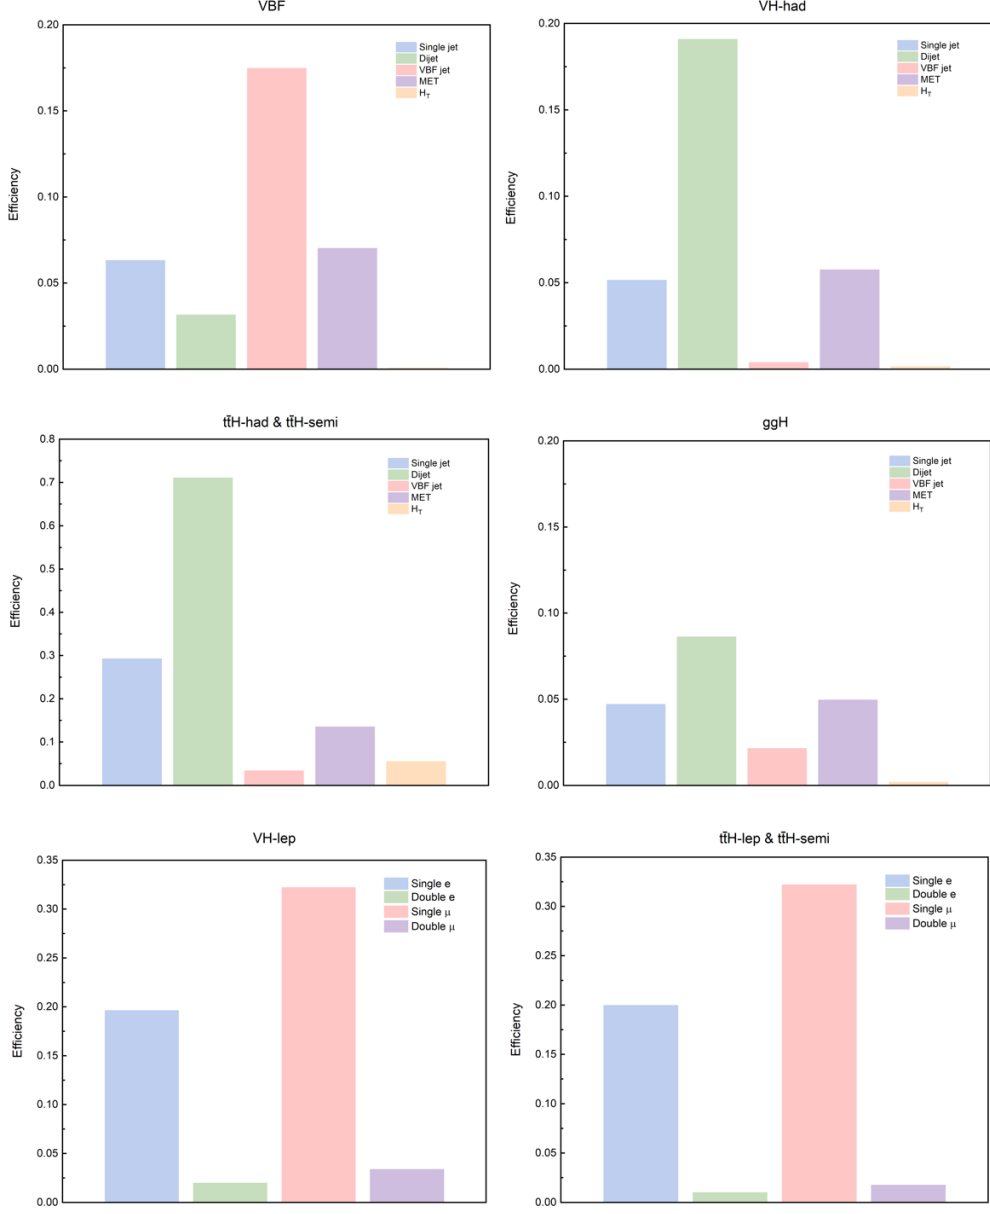 VBF
Efficiency
0.20
0.15
0.10
0.05
0.00
Single jet
Dijet
VBF jet
MET
H_T
VH-had
Efficiency
0.20
0.15
0.10
0.05
0.00
Single jet
Dijet
VBF jet
MET
H_T
tt̄H-had & tt̄H-semi
Efficiency
0.8
0.7
0.6
0.5
0.4
0.3
0.2
0.1
0.0
Single jet
Dijet
VBF jet
MET
H_T
ggH
Efficiency
0.20
0.15
0.10
0.05
0.00
Single jet
Dijet
VBF jet
MET
H_T
VH-lep
Efficiency
0.35
0.30
0.25
0.20
0.15
0.10
0.05
0.00
Single e
Double e
Single μ
Double μ
tt̄H-lep & tt̄H-semi
Efficiency
0.35
0.30
0.25
0.20
0.15
0.10
0.05
0.00
Single e
Double e
Single μ
Double μ